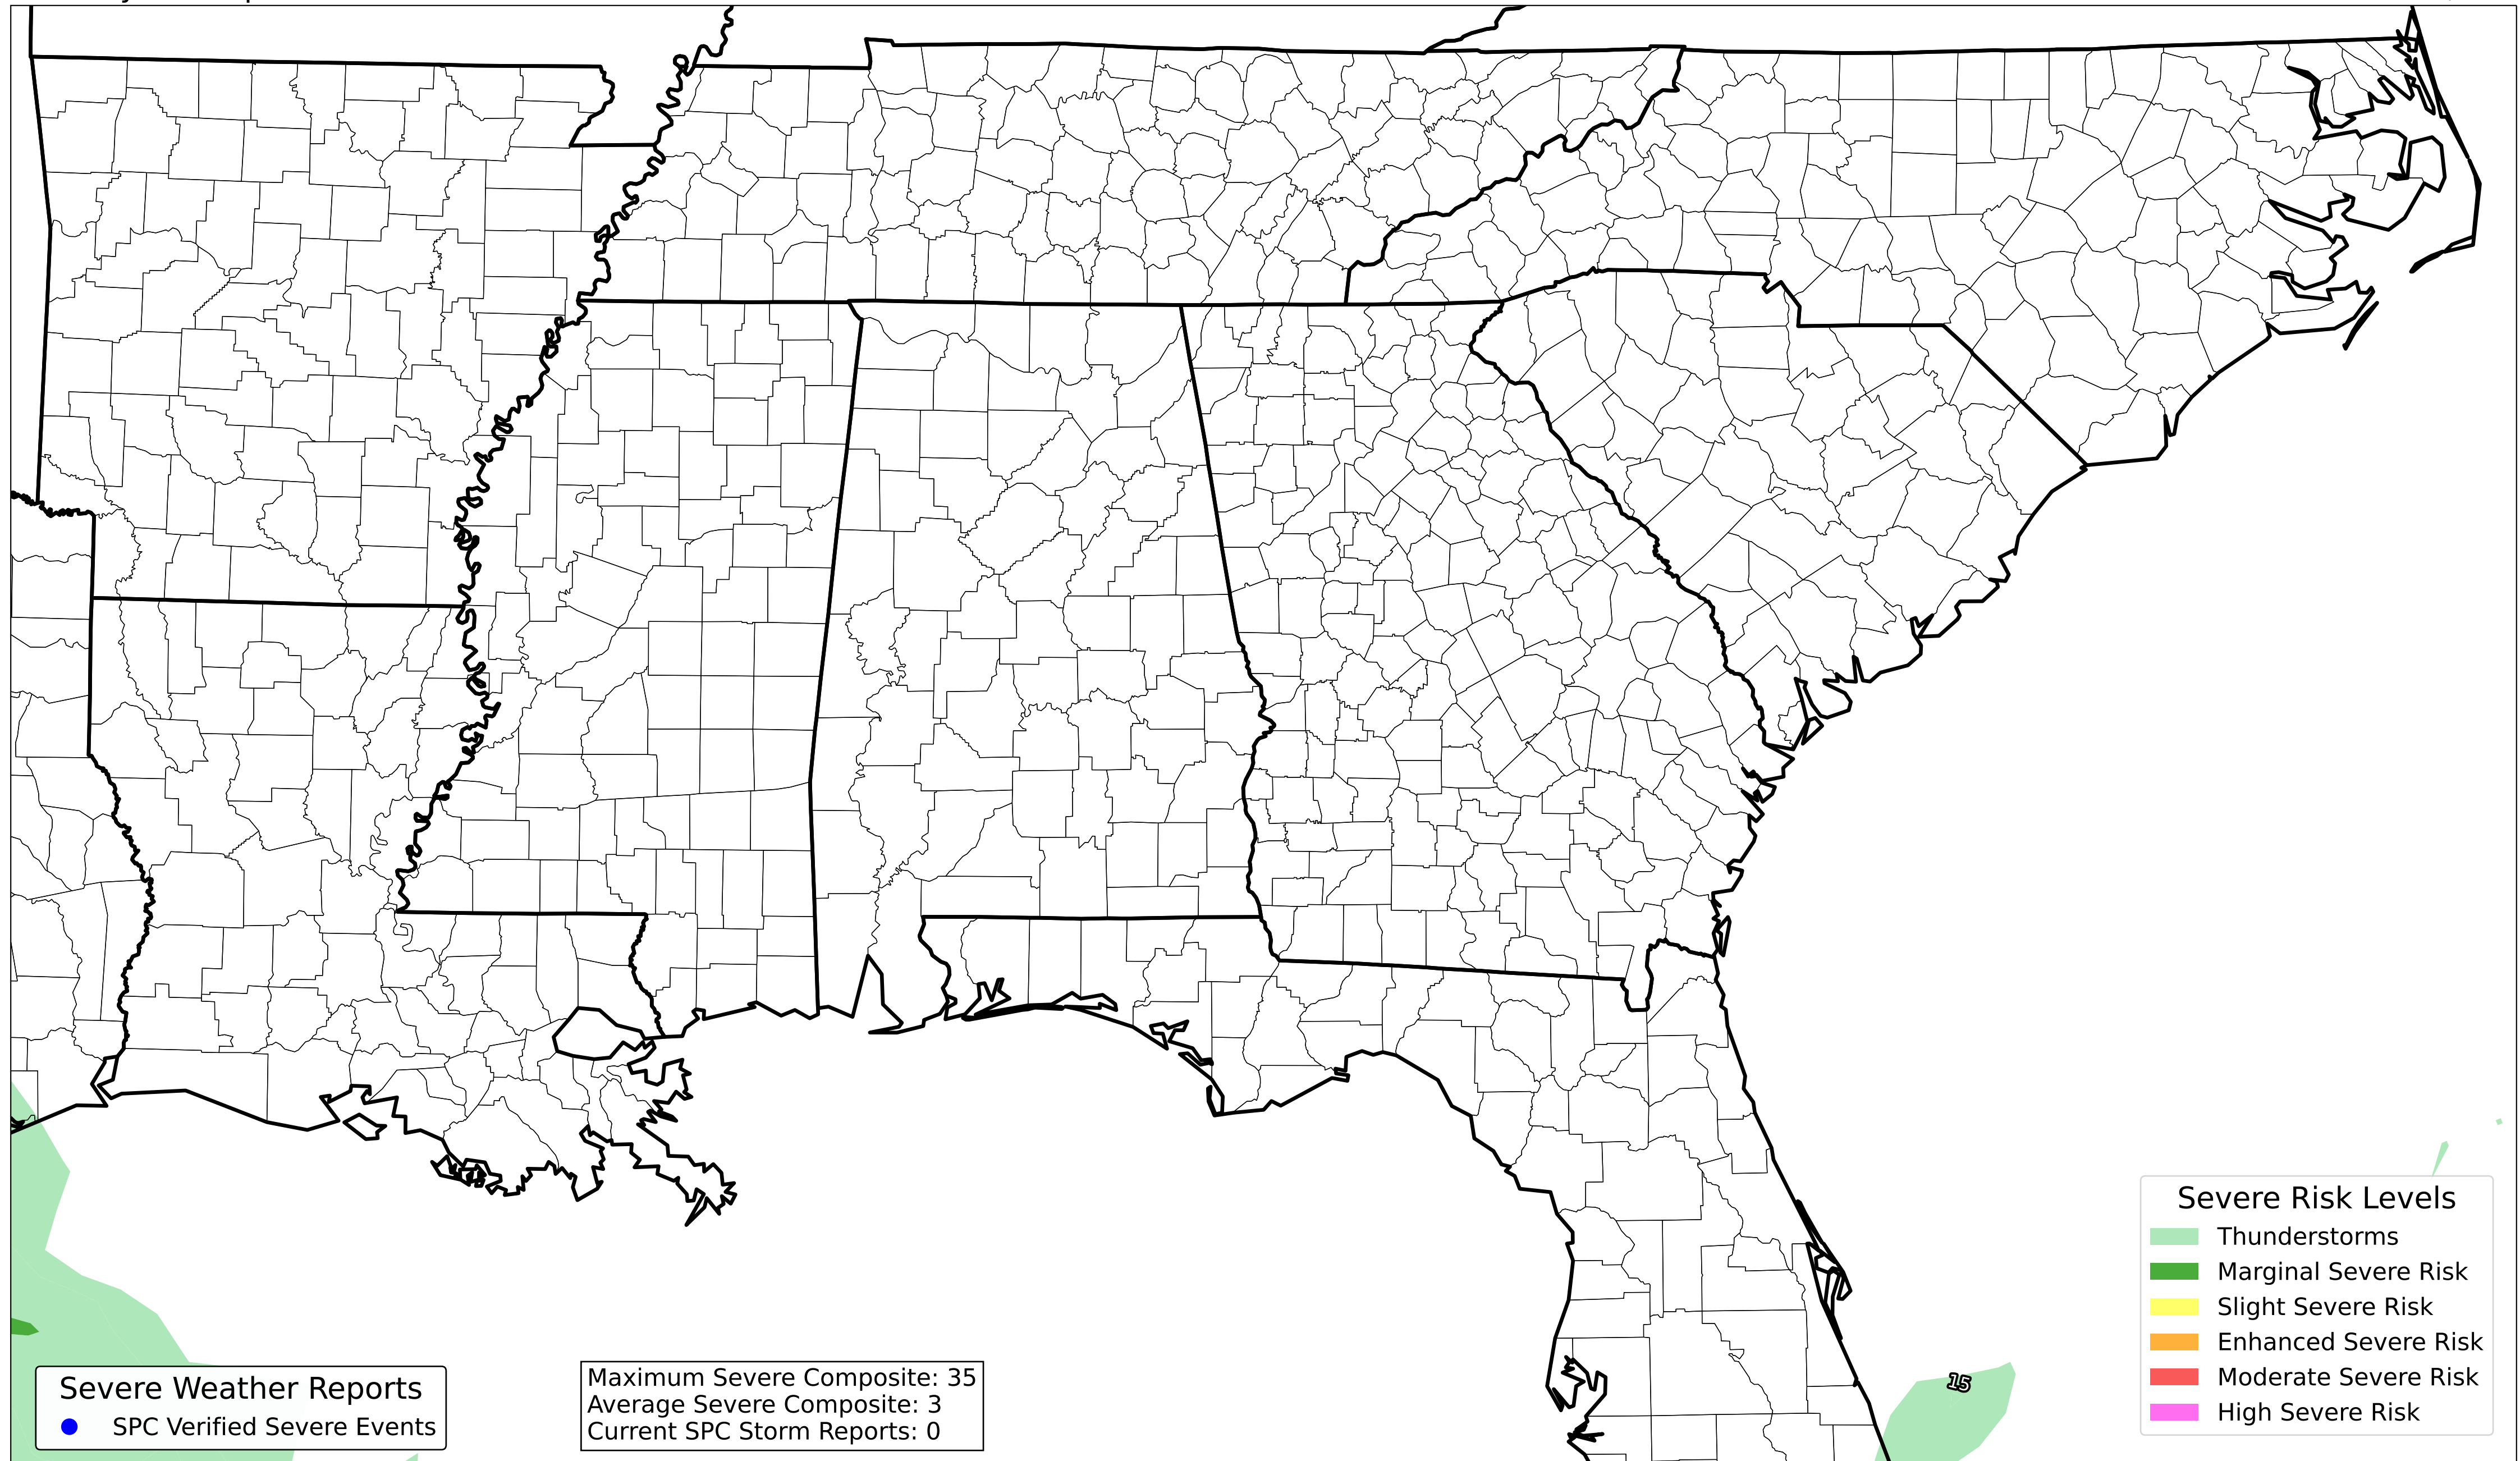 15
Severe Weather Reports
SPC Verified Severe Events
Maximum Severe Composite: 35
Average Severe Composite: 3
Current SPC Storm Reports: 0
Severe Risk Levels
Thunderstorms
Marginal Severe Risk
Slight Severe Risk
Enhanced Severe Risk
Moderate Severe Risk
High Severe Risk